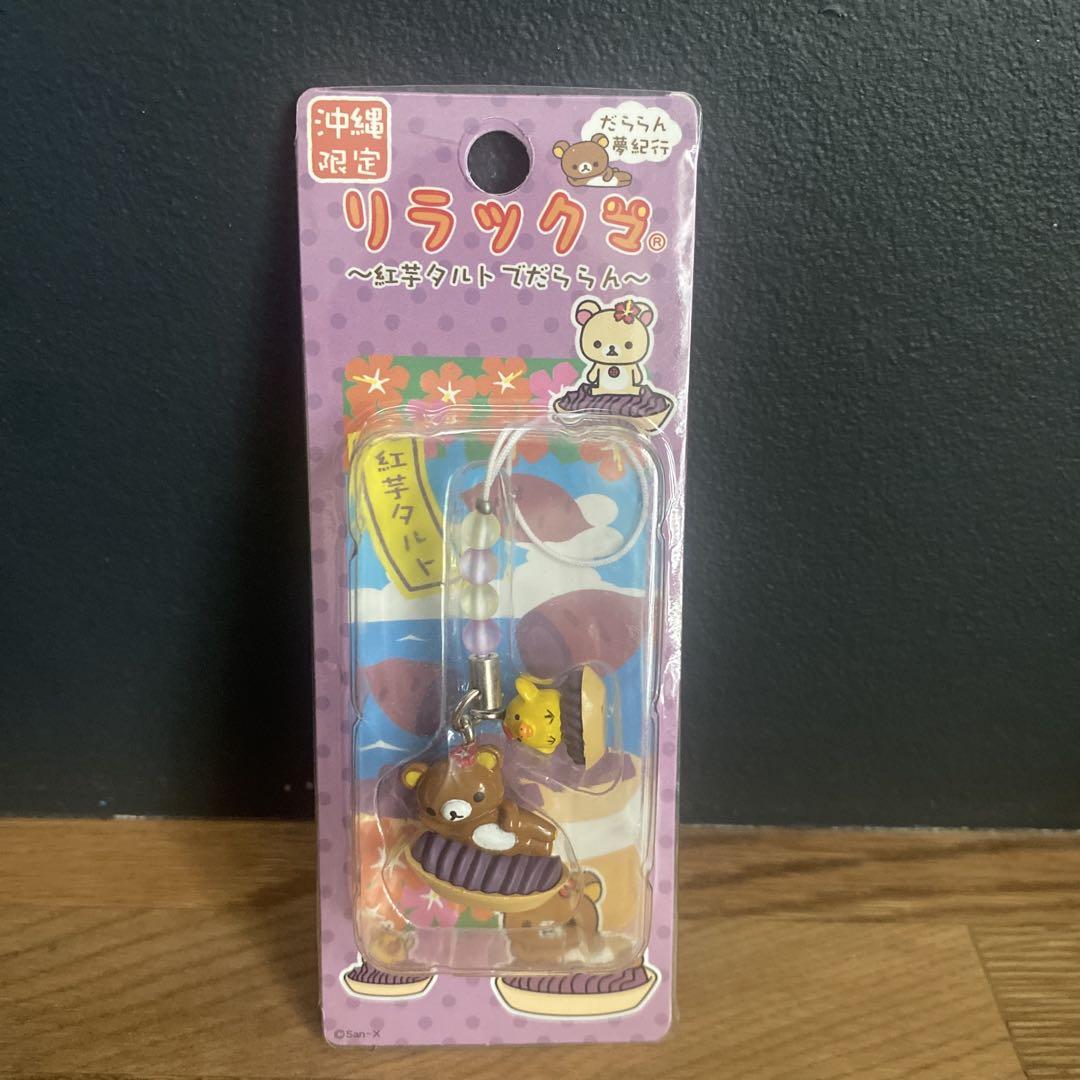 沖縄
限定
だららん
夢紀行
リラックマ®
~紅芋タルトでだららん~
紅芋タルト
©San-X